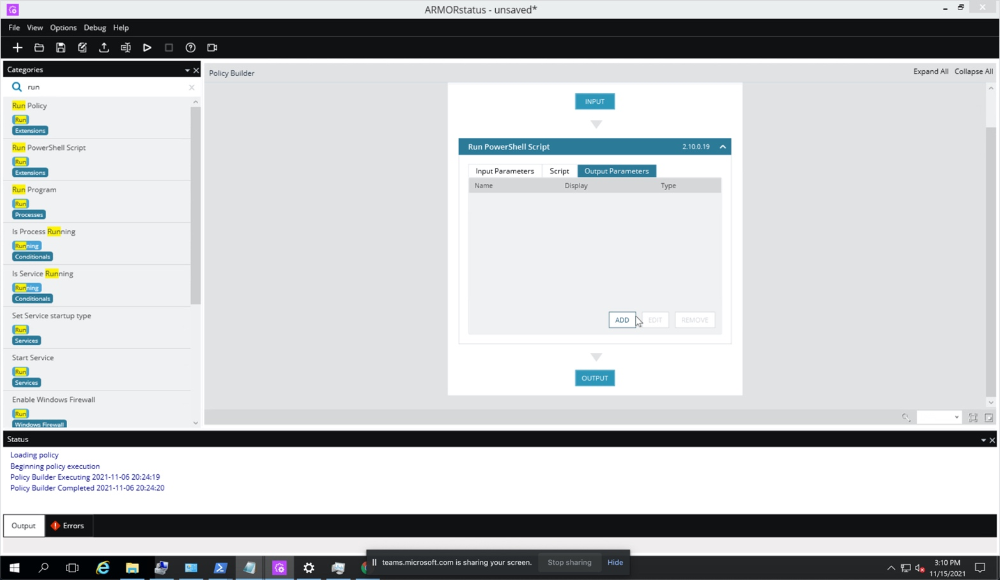 ARMORstatus - unsaved*
File View Options Debug Help
Categories
run
Run Policy
Run
Extensions
Run PowerShell Script
Run
Extensions
Run Program
Run
Processes
Is Process Running
Running
Conditionals
Is Service Running
Running
Conditionals
Set Service startup type
Run
Services
Start Service
Run
Services
Enable Windows Firewall
Run
Windows Firewall
Policy Builder
Expand All Collapse All
INPUT
Run PowerShell Script 2.10.0.19
Input Parameters Script Output Parameters
Name Display Type
ADD EDIT REMOVE
OUTPUT
Status
Loading policy
Beginning policy execution
Policy Builder Executing 2021-11-06 20:24:19
Policy Builder Completed 2021-11-06 20:24:20
Output Errors
teams.microsoft.com is sharing your screen. Stop sharing Hide
3:10 PM
11/15/2021